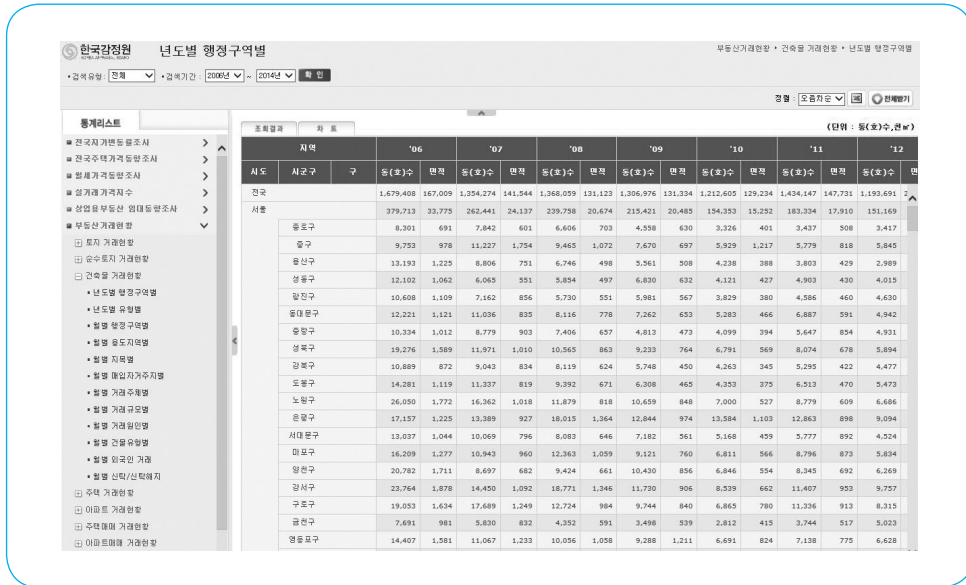 한국감정원 년도별 행정구역별 부동산거래현황 • 건축물 거래현황 • 년도별 행정구역별
•검색유형: 전체 •검색기간: 2006년 ~ 2014년 확 인
정렬 : 오름차순 전체받기
통계리스트
전국지가변동률조사
전국주택가격동향조사
월세가격동향조사
실거래가격지수
상업용부동산 임대동향조사
부동산거래현황
토지 거래현황
순수토지 거래현황
건축물 거래현황
년도별 행정구역별
년도별 유형별
월별 행정구역별
월별 용도지역별
월별 지목별
월별 매입자거주지별
월별 거래주체별
월별 거래규모별
월별 거래원인별
월별 건물유형별
월별 외국인 거래
월별 신탁/신탁해지
주택 거래현황
아파트 거래현황
주택매매 거래현황
아파트매매 거래현황
조회결과 차 트 (단위 : 동(호)수,천㎡)
지역 '06 '07 '08 '09 '10 '11 '12
시도 시군구 구 동(호)수 면적 동(호)수 면적 동(호)수 면적 동(호)수 면적 동(호)수 면적 동(호)수 면적 동(호)수
전국 1,679,408 167,009 1,354,274 141,544 1,368,059 131,123 1,306,976 131,334 1,212,605 129,234 1,434,147 147,731 1,193,691
서울 379,713 33,775 262,441 24,137 239,758 20,674 215,421 20,485 154,353 15,252 183,334 17,910 151,169
종로구 8,301 691 7,842 601 6,606 703 4,558 630 3,326 401 3,437 508 3,417
중구 9,753 978 11,227 1,754 9,465 1,072 7,670 697 5,929 1,217 5,779 818 5,845
용산구 13,193 1,225 8,806 751 6,746 498 5,561 508 4,238 388 3,803 429 2,989
성동구 12,102 1,062 6,065 551 5,854 497 6,830 632 4,121 427 4,903 430 4,015
광진구 10,608 1,109 7,162 856 5,730 551 5,981 567 3,829 380 4,586 460 4,630
동대문구 12,221 1,121 11,036 835 8,116 778 7,262 653 5,283 466 6,887 591 4,942
중랑구 10,334 1,012 8,779 903 7,406 657 4,813 473 4,099 394 5,647 854 4,931
성북구 19,276 1,589 11,971 1,010 10,565 863 9,233 764 6,791 569 8,074 678 5,894
강북구 10,889 872 9,043 834 8,119 624 5,748 450 4,263 345 5,295 422 4,477
도봉구 14,281 1,119 11,337 819 9,392 671 6,308 465 4,353 375 6,513 470 5,473
노원구 26,050 1,772 16,362 1,018 11,879 818 10,659 848 7,000 527 8,779 609 6,686
은평구 17,157 1,225 13,389 927 18,015 1,364 12,844 974 13,584 1,103 12,863 898 9,094
서대문구 13,037 1,044 10,069 796 8,083 646 7,182 561 5,168 459 5,777 892 4,524
마포구 16,209 1,277 10,943 960 12,363 1,059 9,121 760 6,811 566 8,796 873 5,834
양천구 20,782 1,711 8,697 682 9,424 661 10,430 856 6,846 554 8,345 692 6,269
강서구 23,764 1,878 14,450 1,092 18,771 1,346 11,730 906 8,539 662 11,407 953 9,757
구로구 19,053 1,634 17,689 1,249 12,724 984 9,744 840 6,865 780 11,336 913 8,315
금천구 7,691 981 5,830 832 4,352 591 3,498 539 2,812 415 3,744 517 5,023
영등포구 14,407 1,581 11,067 1,233 10,056 1,058 9,288 1,211 6,691 824 7,138 775 6,628